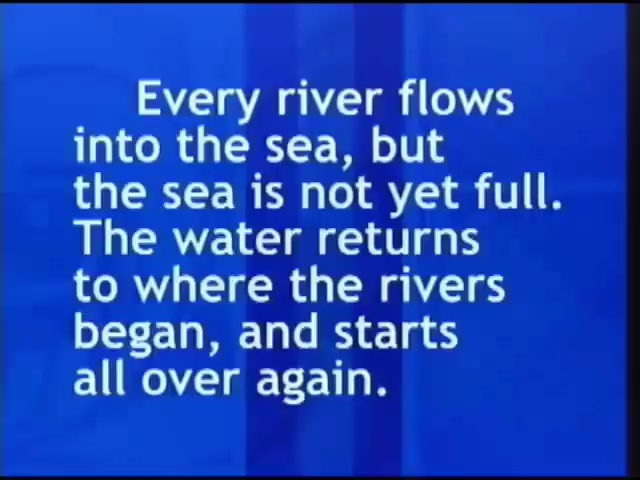 Every river flows
into the sea, but
the sea is not yet full.
The water returns
to where the rivers
began, and starts
all over again.